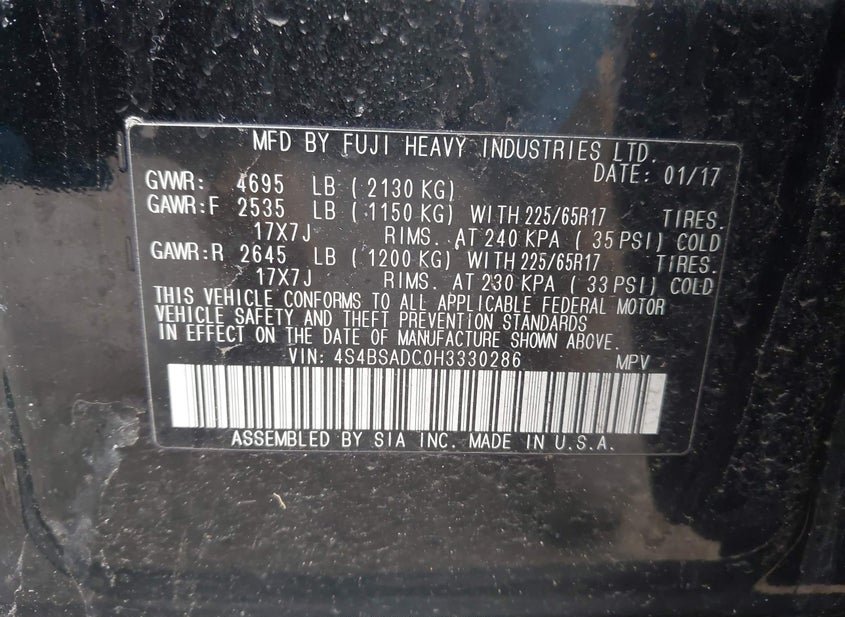 MFD BY FUJI HEAVY INDUSTRIES LTD.
DATE: 01/17
GVWR: 4695 LB ( 2130 KG)
GAWR:F 2535 LB ( 1150 KG) WITH 225/65R17 TIRES.
17X7J RIMS. AT 240 KPA ( 35 PSI) COLD
GAWR:R 2645 LB ( 1200 KG) WITH 225/65R17 TIRES.
17X7J RIMS. AT 230 KPA ( 33 PSI) COLD
THIS VEHICLE CONFORMS TO ALL APPLICABLE FEDERAL MOTOR
VEHICLE SAFETY AND THEFT PREVENTION STANDARDS
IN EFFECT ON THE DATE OF MANUFACTURE SHOWN ABOVE.
VIN: 4S4BSADC0H3330286 MPV
ASSEMBLED BY SIA INC. MADE IN U.S.A.